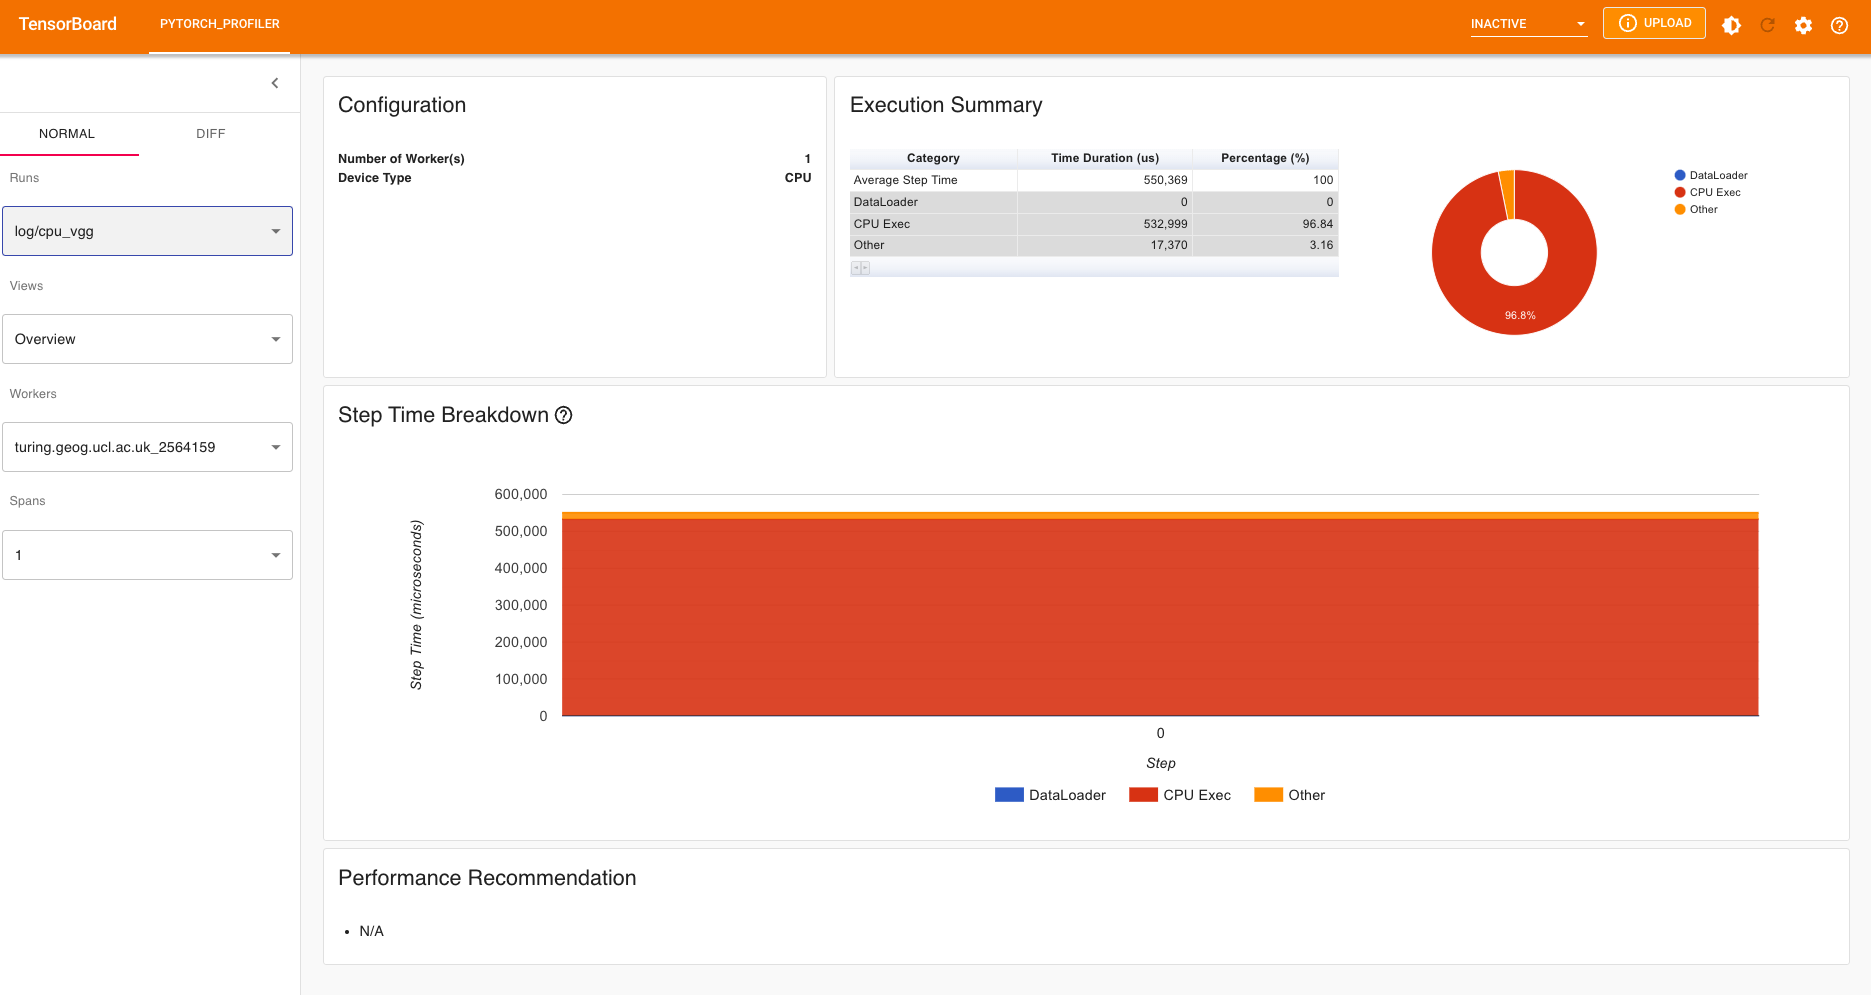 TensorBoard PYTORCH_PROFILER INACTIVE UPLOAD
NORMAL DIFF
Runs
log/cpu_vgg
Views
Overview
Workers
turing.geog.ucl.ac.uk_2564159
Spans
1
Configuration
Number of Worker(s) 1
Device Type CPU
Execution Summary
Category Time Duration (us) Percentage (%)
Average Step Time 550,369 100
DataLoader 0 0
CPU Exec 532,999 96.84
Other 17,370 3.16
96.8%
DataLoader
CPU Exec
Other
Step Time Breakdown
Step Time (microseconds)
600,000
500,000
400,000
300,000
200,000
100,000
0
0
Step
DataLoader CPU Exec Other
Performance Recommendation
• N/A